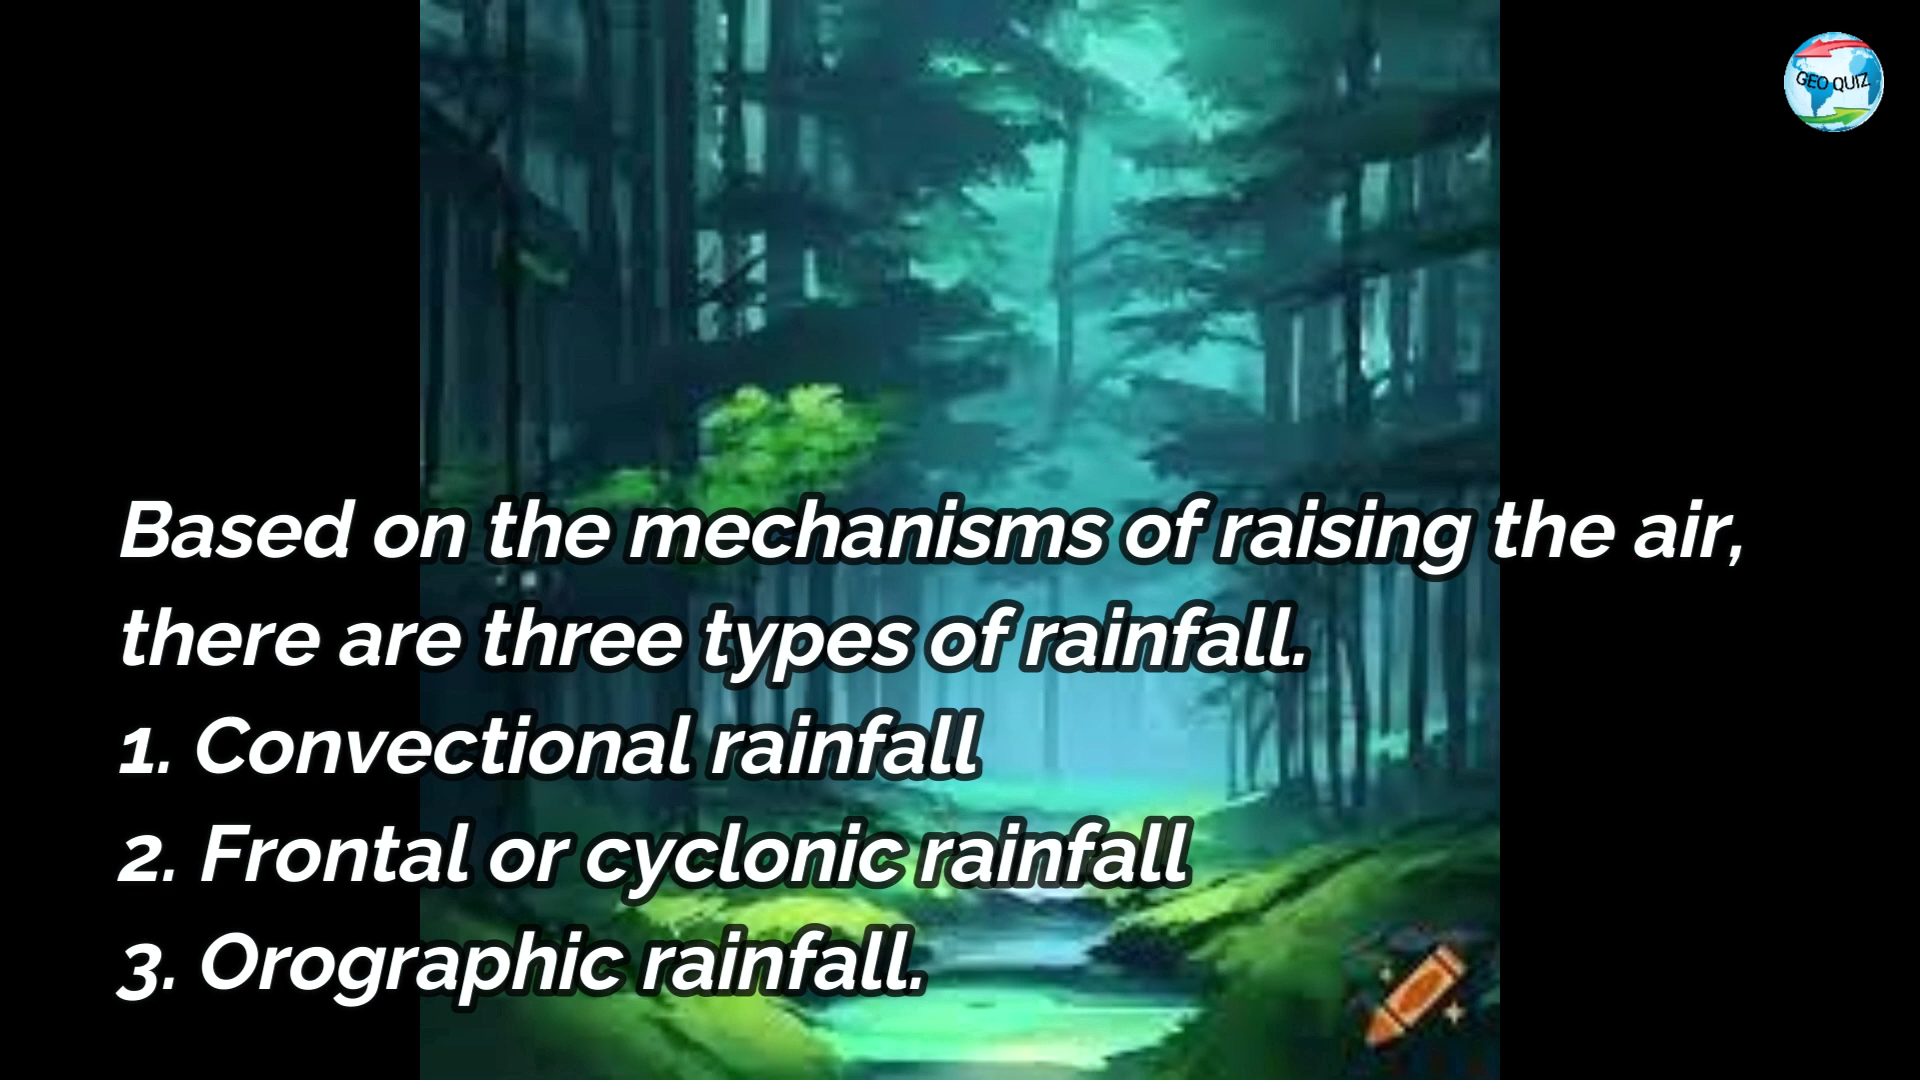 GEO QUIZ
Based on the mechanisms of raising the air,
there are three types of rainfall.
1. Convectional rainfall
2. Frontal or cyclonic rainfall
3. Orographic rainfall.